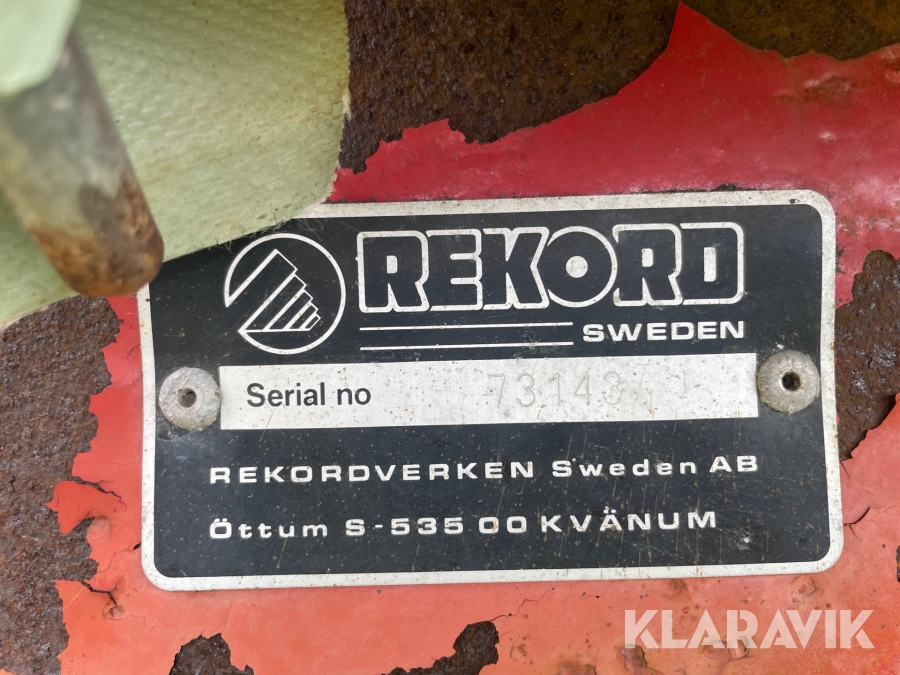 REKORD
SWEDEN
Serial no 73143
REKORDVERKEN Sweden AB
Öttum S-535 00 KVÄNUM
KLARAVIK